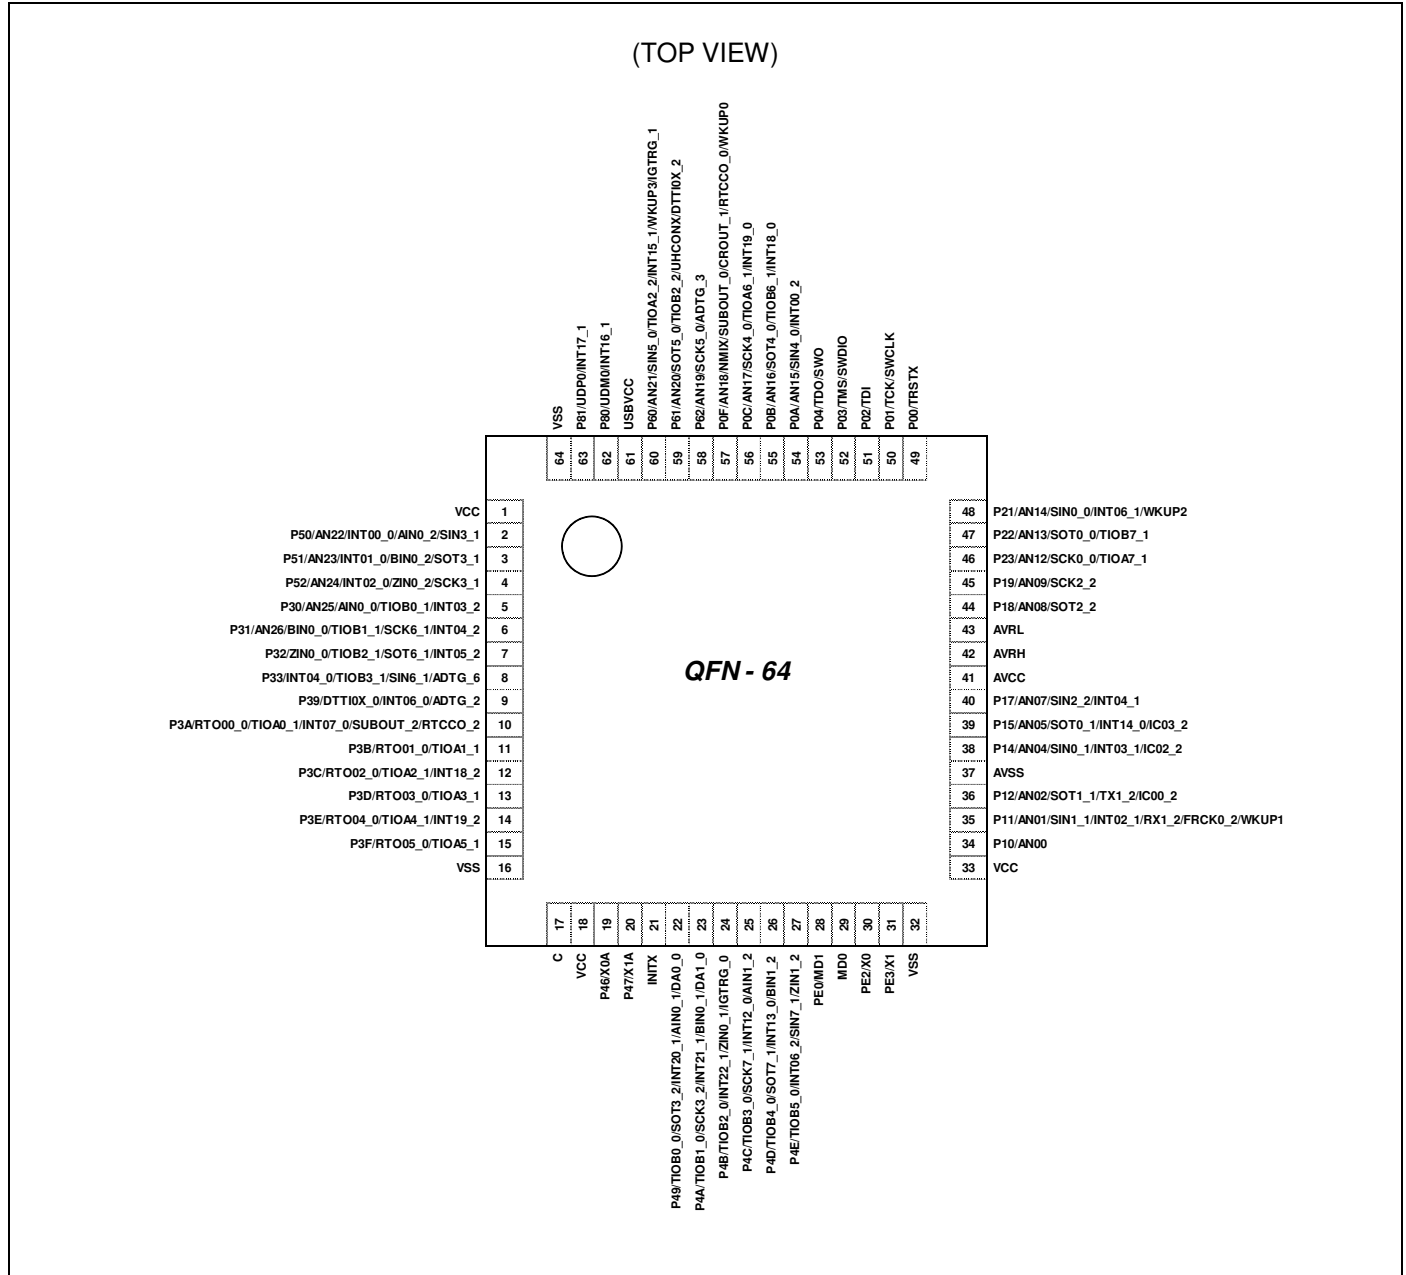 (TOP VIEW)
VSS
P81/UDP0/INT17_1
P80/UDM0/INT16_1
USBVCC
P60/AN21/SIN5_0/TIOA2_2/INT15_1/WKUP3/IGTRG_1
P61/AN20/SOT5_0/TIOB2_2/UHCONX/DTTI0X_2
P62/AN19/SCK5_0/ADTG_3
P0F/AN18/NMIX/SUBOUT_0/CROUT_1/RTCCO_0/WKUP0
P0C/AN17/SCK4_0/TIOA6_1/INT19_0
P0B/AN16/SOT4_0/TIOB6_1/INT18_0
P0A/AN15/SIN4_0/INT00_2
P04/TDO/SWO
P03/TMS/SWDIO
P02/TDI
P01/TCK/SWCLK
P00/TRSTX
64 63 62 61 60 59 58 57 56 55 54 53 52 51 50 49
VCC 1
P50/AN22/INT00_0/AIN0_2/SIN3_1 2
P51/AN23/INT01_0/BIN0_2/SOT3_1 3
P52/AN24/INT02_0/ZIN0_2/SCK3_1 4
P30/AN25/AIN0_0/TIOB0_1/INT03_2 5
P31/AN26/BIN0_0/TIOB1_1/SCK6_1/INT04_2 6
P32/ZIN0_0/TIOB2_1/SOT6_1/INT05_2 7
P33/INT04_0/TIOB3_1/SIN6_1/ADTG_6 8
P39/DTTI0X_0/INT06_0/ADTG_2 9
P3A/RTO00_0/TIOA0_1/INT07_0/SUBOUT_2/RTCCO_2 10
P3B/RTO01_0/TIOA1_1 11
P3C/RTO02_0/TIOA2_1/INT18_2 12
P3D/RTO03_0/TIOA3_1 13
P3E/RTO04_0/TIOA4_1/INT19_2 14
P3F/RTO05_0/TIOA5_1 15
VSS 16
QFN - 64
48 P21/AN14/SIN0_0/INT06_1/WKUP2
47 P22/AN13/SOT0_0/TIOB7_1
46 P23/AN12/SCK0_0/TIOA7_1
45 P19/AN09/SCK2_2
44 P18/AN08/SOT2_2
43 AVRL
42 AVRH
41 AVCC
40 P17/AN07/SIN2_2/INT04_1
39 P15/AN05/SOT0_1/INT14_0/IC03_2
38 P14/AN04/SIN0_1/INT03_1/IC02_2
37 AVSS
36 P12/AN02/SOT1_1/TX1_2/IC00_2
35 P11/AN01/SIN1_1/INT02_1/RX1_2/FRCK0_2/WKUP1
34 P10/AN00
33 VCC
17 18 19 20 21 22 23 24 25 26 27 28 29 30 31 32
C
VCC
P46/X0A
P47/X1A
INITX
P49/TIOB0_0/SOT3_2/INT20_1/AIN0_1/DA0_0
P4A/TIOB1_0/SCK3_2/INT21_1/BIN0_1/DA1_0
P4B/TIOB2_0/INT22_1/ZIN0_1/IGTRG_0
P4C/TIOB3_0/SCK7_1/INT12_0/AIN1_2
P4D/TIOB4_0/SOT7_1/INT13_0/BIN1_2
P4E/TIOB5_0/INT06_2/SIN7_1/ZIN1_2
PE0/MD1
MD0
PE2/X0
PE3/X1
VSS